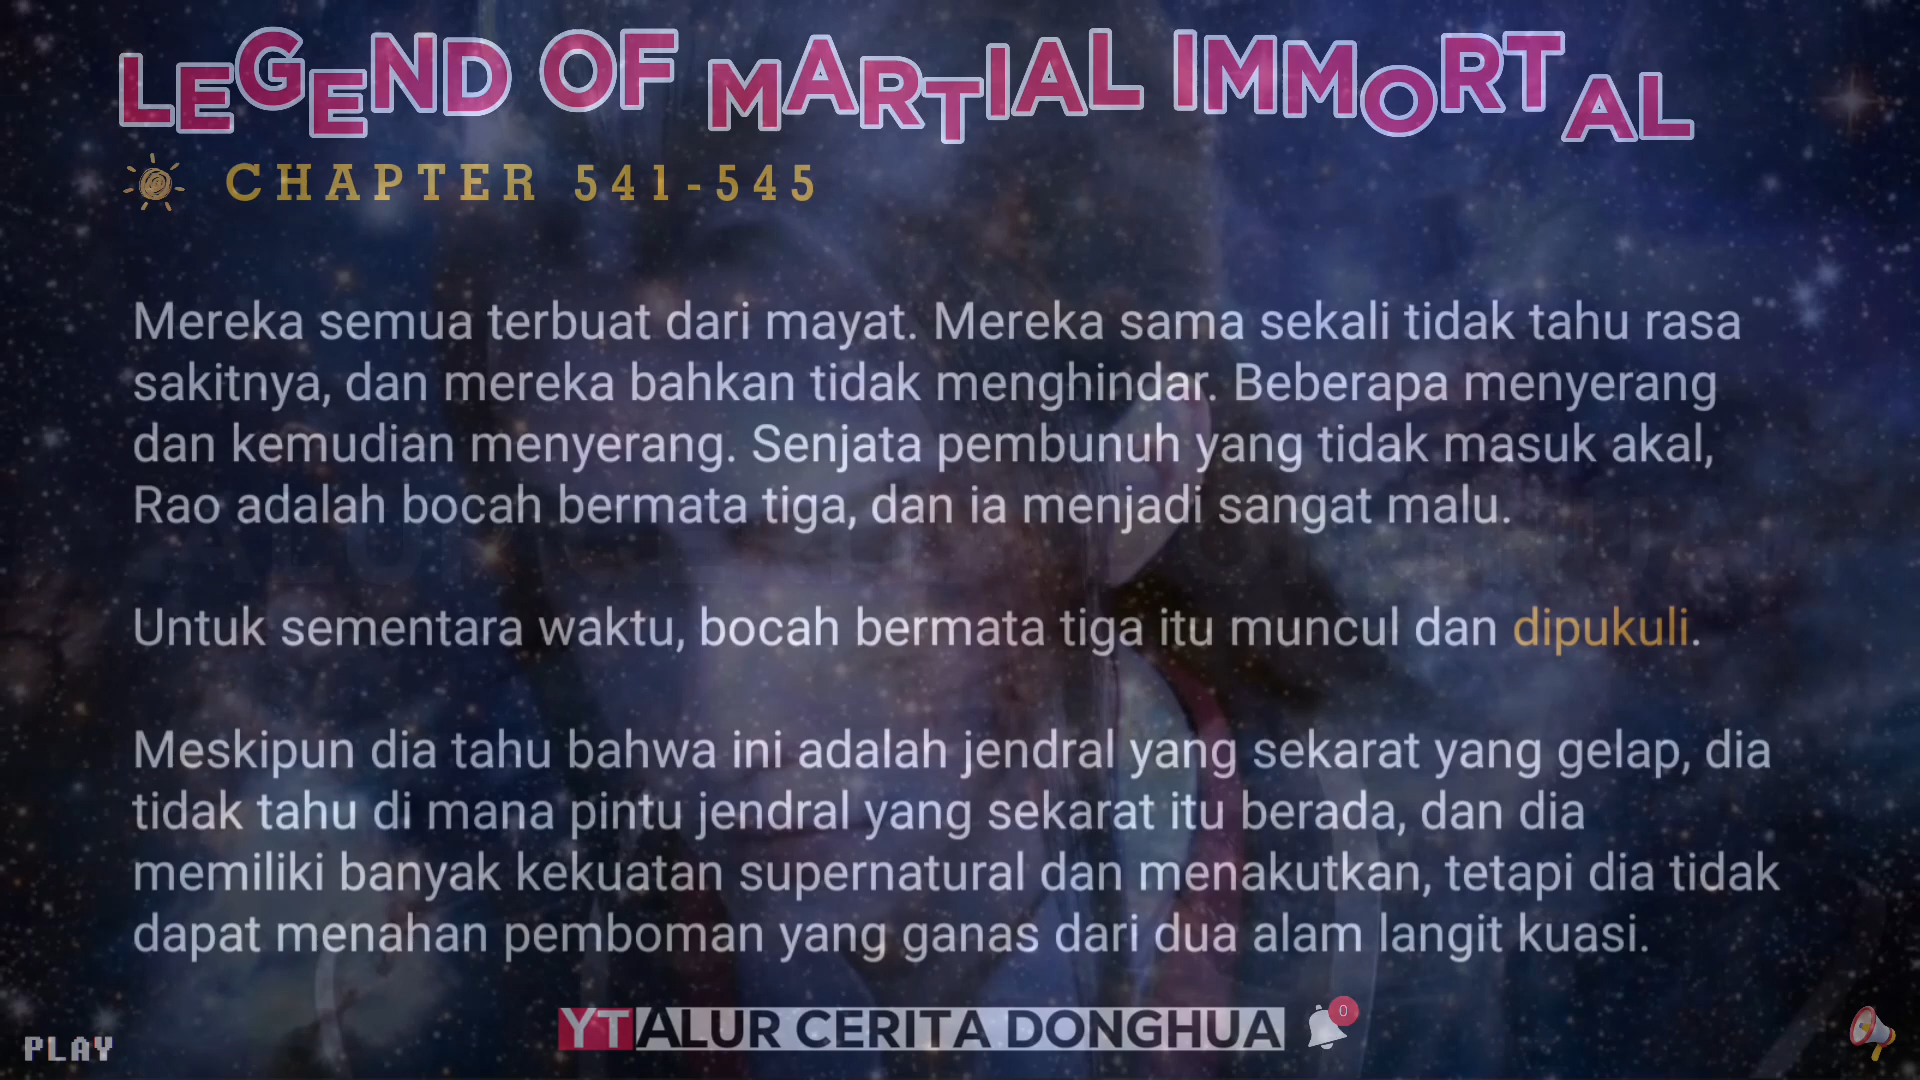 LEGEND OF MARTIAL IMMORTAL
CHAPTER 541-545
Mereka semua terbuat dari mayat. Mereka sama sekali tidak tahu rasa
sakitnya, dan mereka bahkan tidak menghindar. Beberapa menyerang
dan kemudian menyerang. Senjata pembunuh yang tidak masuk akal,
Rao adalah bocah bermata tiga, dan ia menjadi sangat malu.
Untuk sementara waktu, bocah bermata tiga itu muncul dan dipukuli.
Meskipun dia tahu bahwa ini adalah jendral yang sekarat yang gelap, dia
tidak tahu di mana pintu jendral yang sekarat itu berada, dan dia
memiliki banyak kekuatan supernatural dan menakutkan, tetapi dia tidak
dapat menahan pemboman yang ganas dari dua alam langit kuasi.
YT ALUR CERITA DONGHUA
0
PLAY